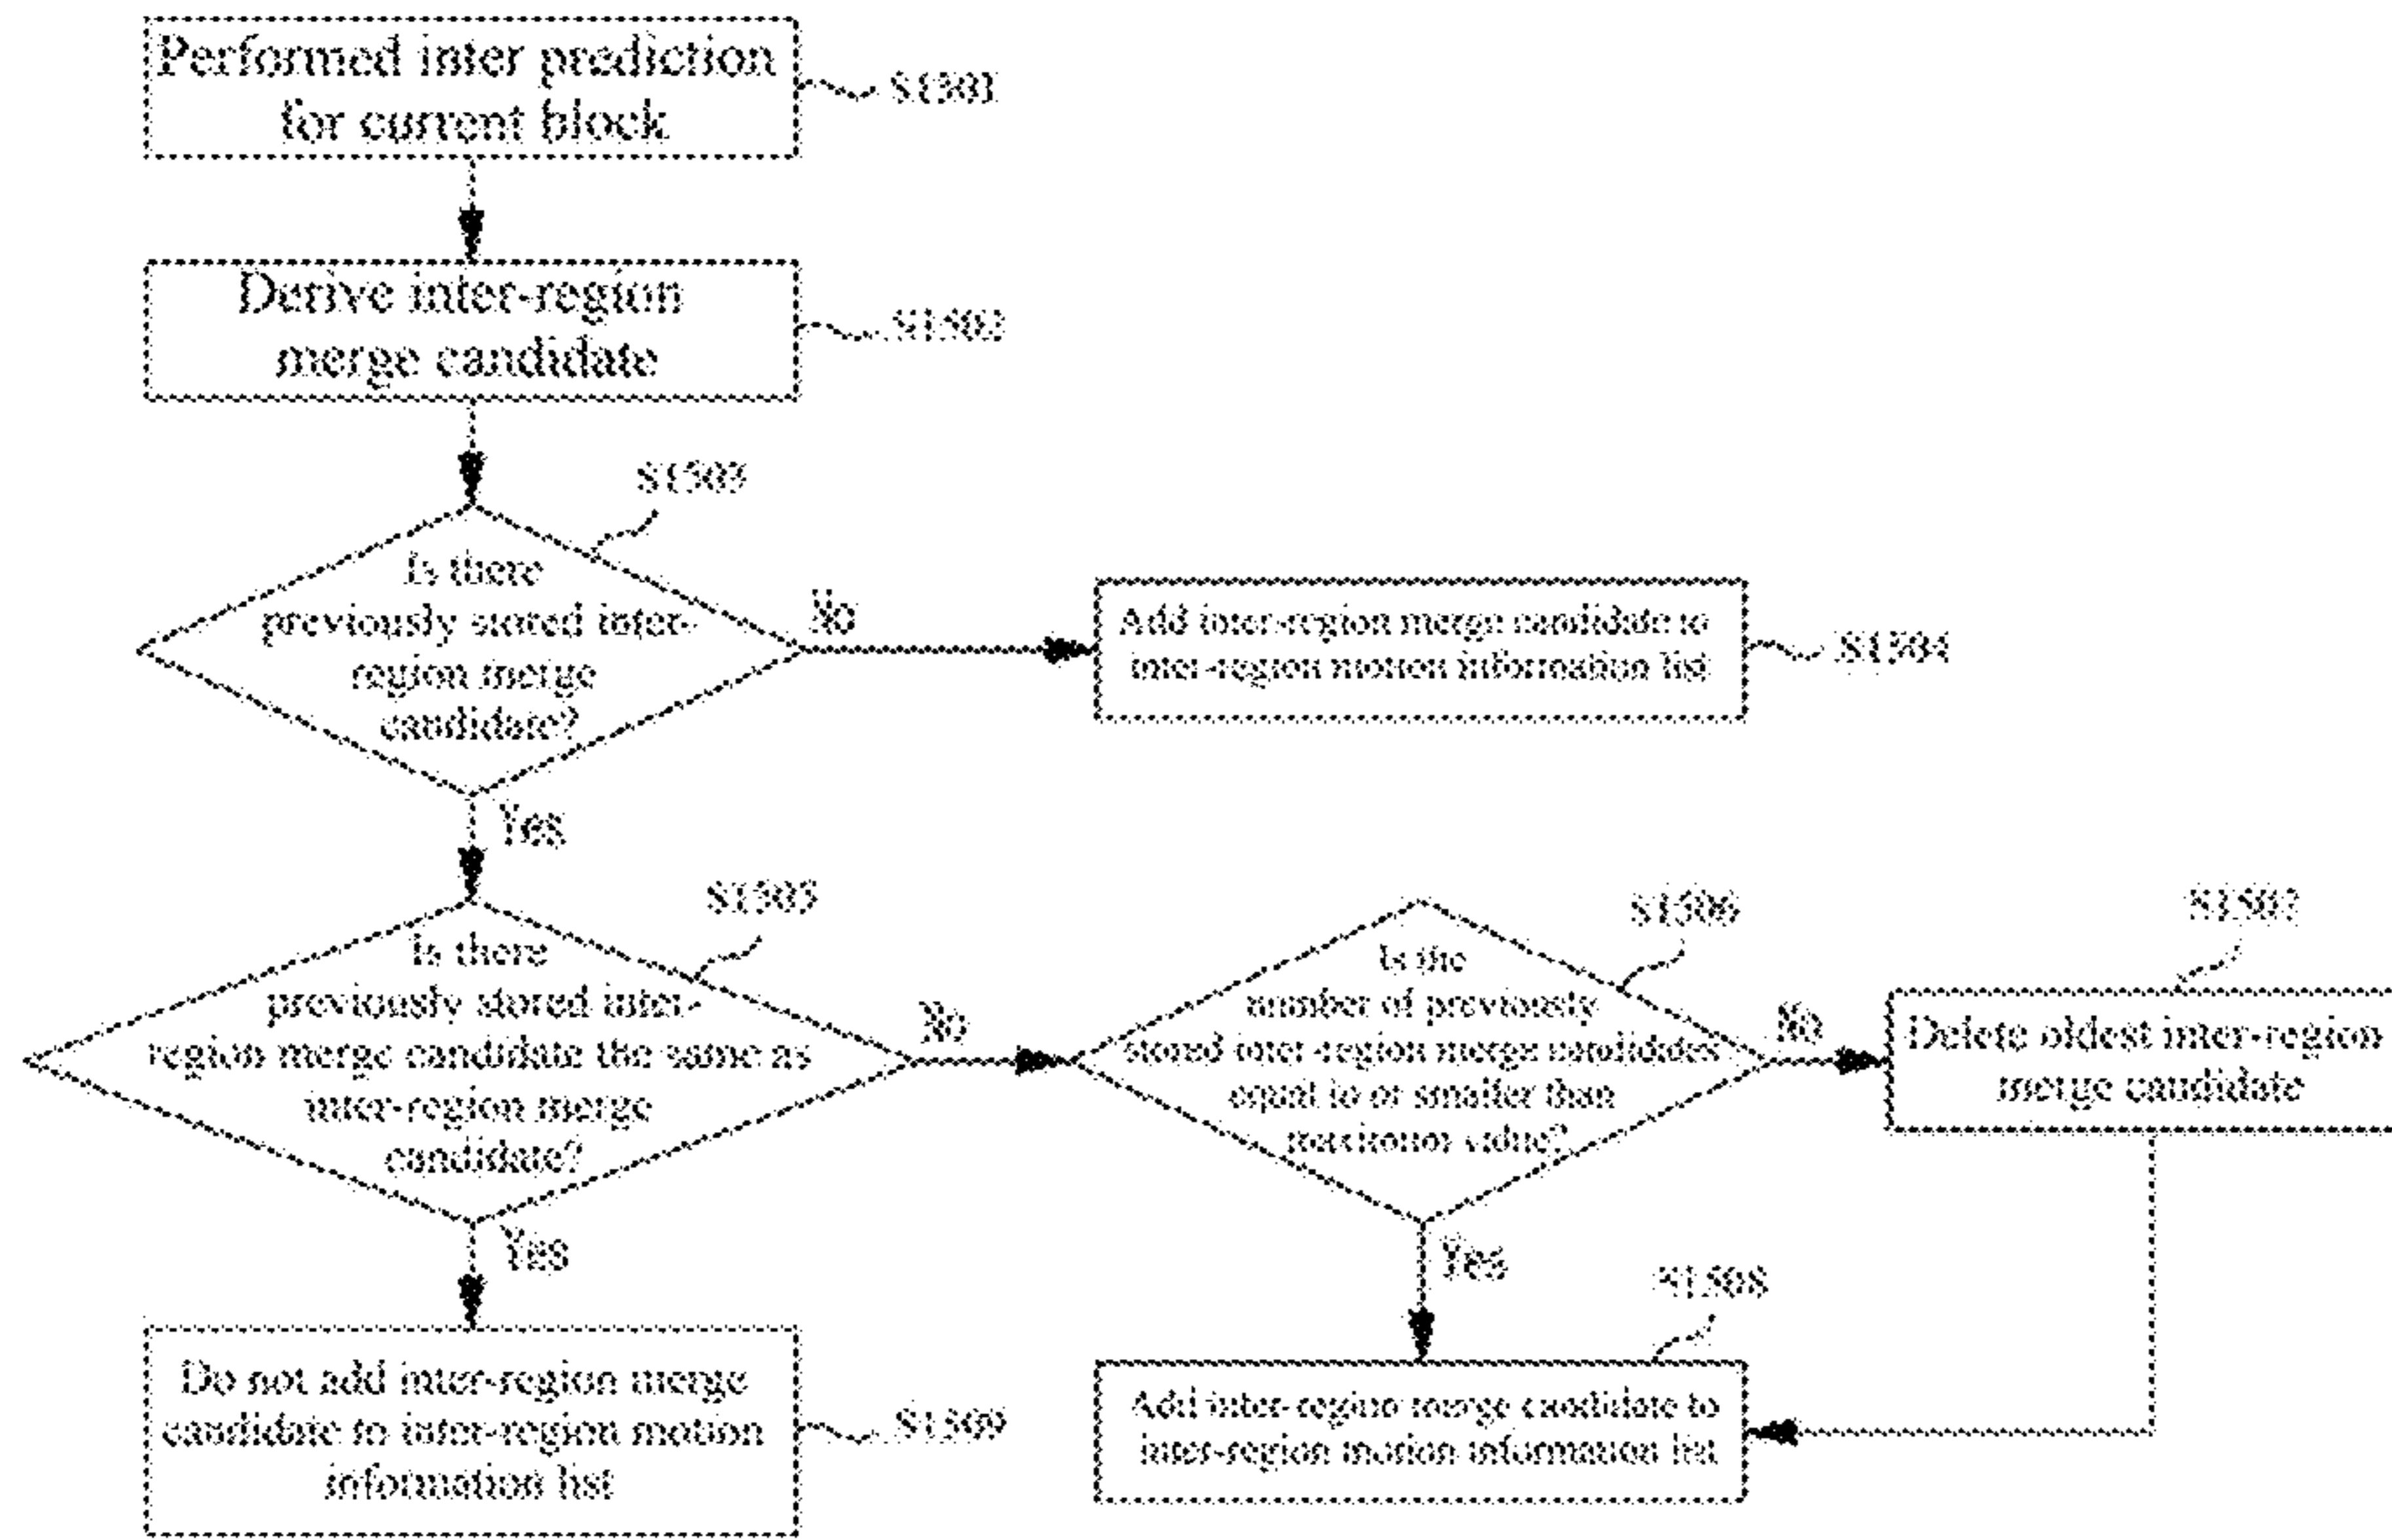 Performed inter prediction
for current block
S1501
Derive inter-region
merge candidate
S1502
S1503
Is there
previously stored inter-
region merge
candidate?
No
Add inter-region merge candidate to
inter-region motion information list
S1504
Yes
S1505
Is there
previously stored inter-
region merge candidate the same as
inter-region merge
candidate?
No
S1506
Is the
number of previously
stored inter-region merge candidates
equal to or smaller than
maximum value?
No
S1507
Delete oldest inter-region
merge candidate
Yes
Do not add inter-region merge
candidate to inter-region motion
information list
S1509
Yes
S1508
Add inter-region merge candidate to
inter-region motion information list